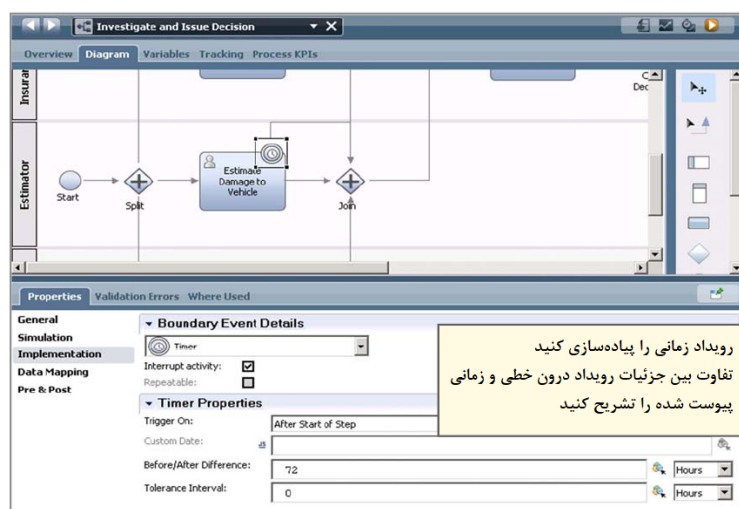 Investigate and Issue Decision
Overview Diagram Variables Tracking Process KPIs
Insuran
Dec
Estimator
Start
Split
Estimate
Damage to
Vehicle
Join
Properties Validation Errors Where Used
General
Simulation
Implementation
Data Mapping
Pre & Post
Boundary Event Details
Timer
Interrupt activity:
Repeatable:
Timer Properties
Trigger On: After Start of Step
Custom Date:
Before/After Difference: 72 Hours
Tolerance Interval: 0 Hours
رویداد زمانی را پیاده‌سازی کنید
تفاوت بین جزئیات رویداد درون خطی و زمانی
پیوست شده را تشریح کنید